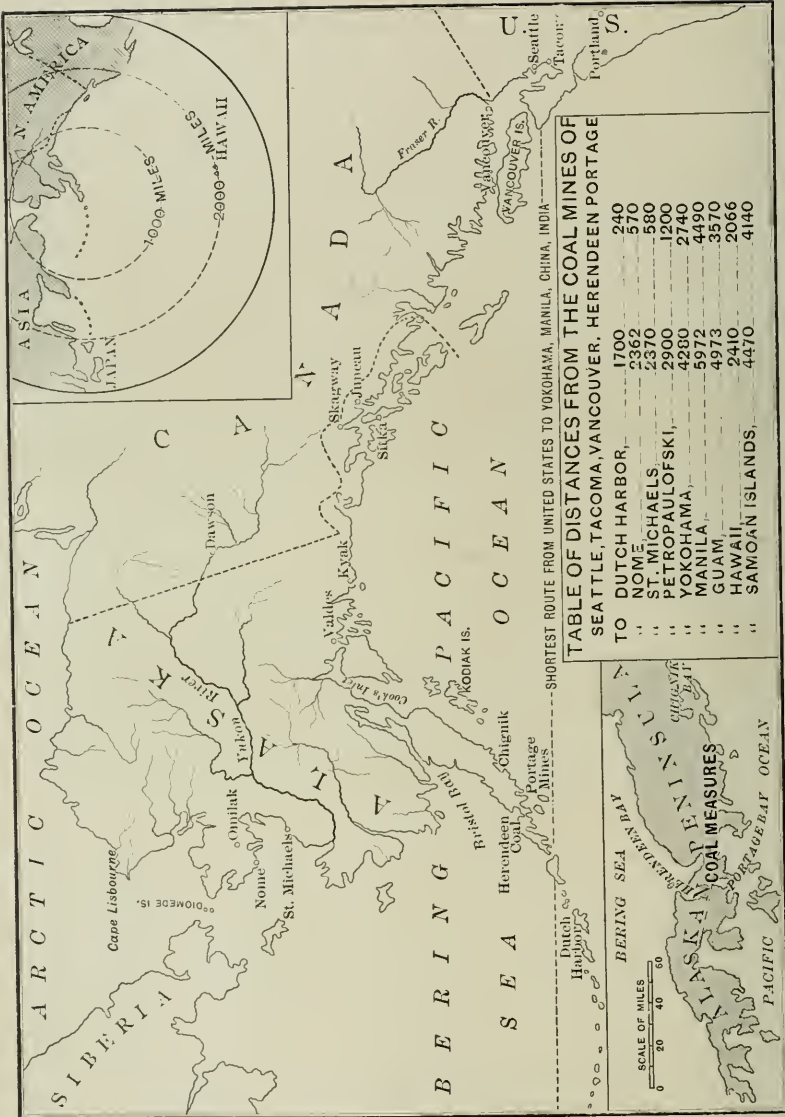 ARCTIC OCEAN
SIBERIA
Cape Lisbourne
DIOMEDE IS.
Omilak
Nome
St. Michaels
ALASKA
Yukon River
Dawson
CANADA
Skagway
Juneau
Sitka
Valdes
Kyak
Cook's Inlet
KODIAK IS.
Bristol Bay
Chignik
Herendeen
Coal
Portage
Mines
Dutch
Harbor
BERING SEA
PACIFIC OCEAN
Fraser R.
Vancouver
VANCOUVER IS.
U. S.
Seattle
Tacom
Portland
ASIA
N. AMERICA
JAPAN
1000 MILES
2000 MILES
HAWAII
SHORTEST ROUTE FROM UNITED STATES TO YOKOHAMA, MANILA, CHINA, INDIA
TABLE OF DISTANCES FROM THE COAL MINES OF
SEATTLE, TACOMA, VANCOUVER, HERENDEEN PORTAGE
TO DUTCH HARBOR, 1700 240
" NOME, 2362 570
" ST. MICHAELS, 2370 580
" PETROPAULOFSKI, 2900 1200
" YOKOHAMA, 4280 2740
" MANILA, 5972 4490
" GUAM, 4973 3570
" HAWAII, 2410 2066
" SAMOAN ISLANDS, 4470 4140
SCALE OF MILES
0 20 40 60
BERING SEA
HERENDEEN BAY
ALASKAN PENINSULA
COAL MEASURES
CHIGNIK
BAY
PORTAGE BAY
PACIFIC OCEAN